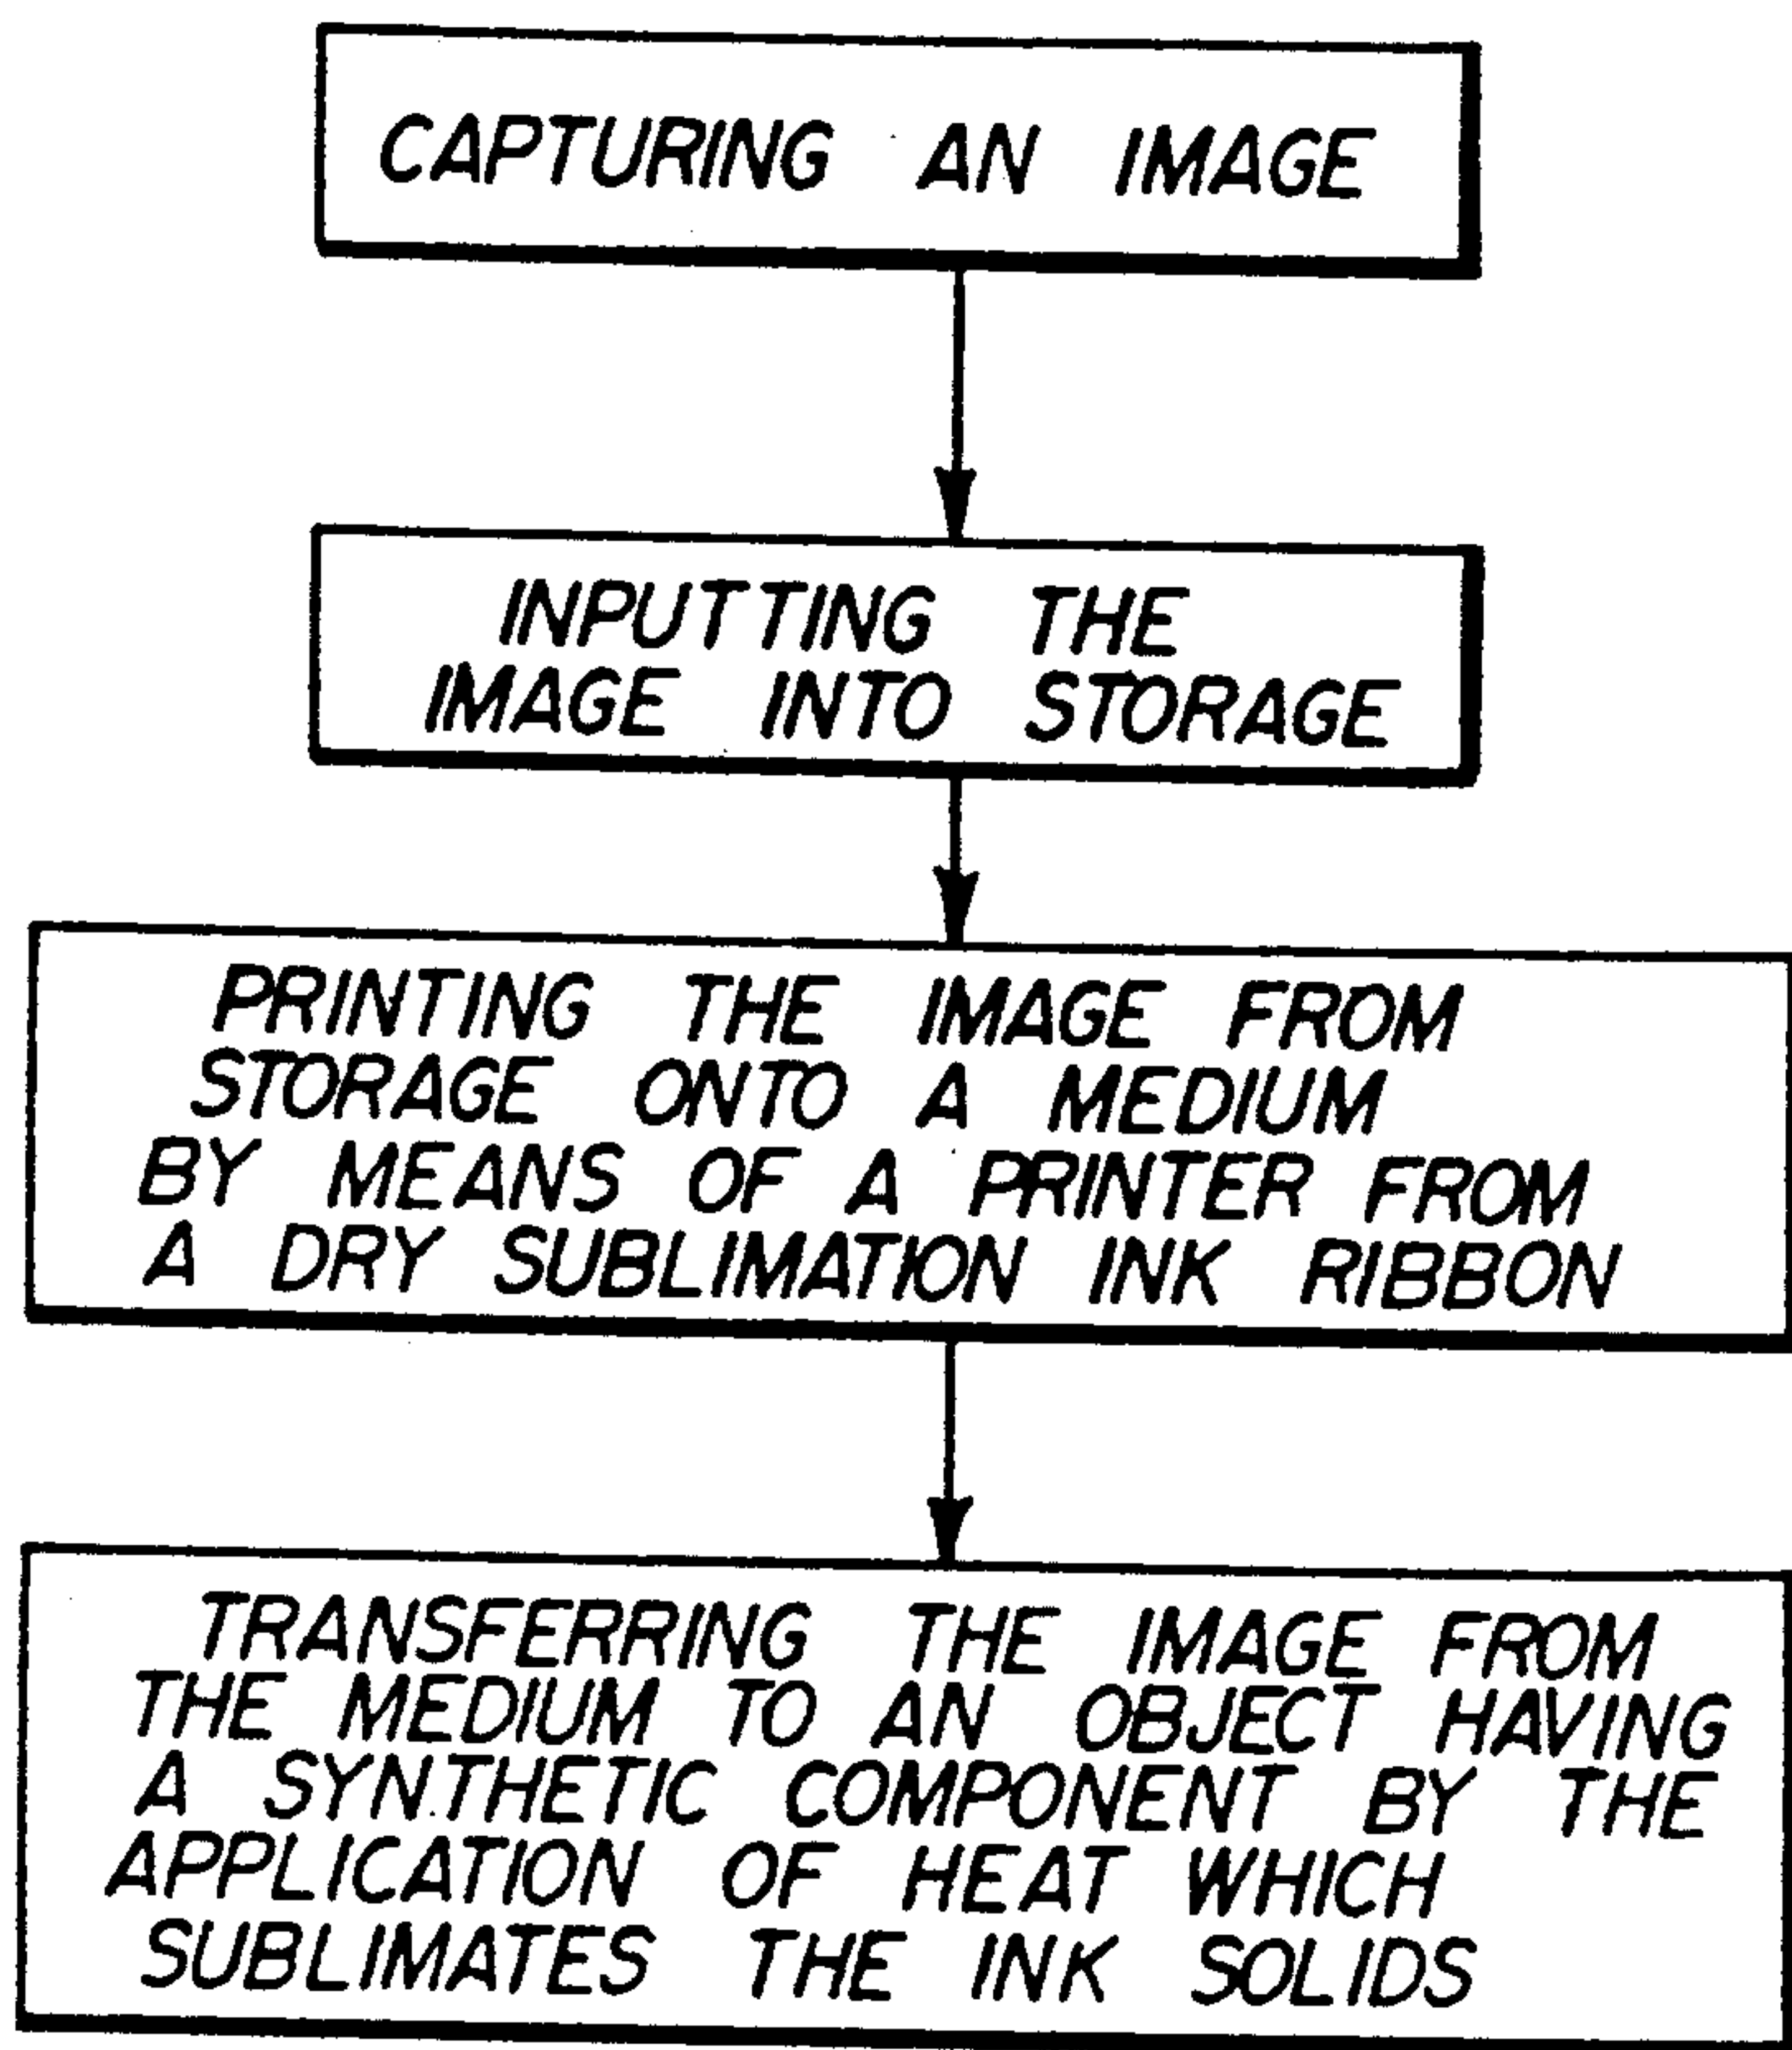 CAPTURING AN IMAGE
INPUTTING THE
IMAGE INTO STORAGE
PRINTING THE IMAGE FROM
STORAGE ONTO A MEDIUM
BY MEANS OF A PRINTER FROM
A DRY SUBLIMATION INK RIBBON
TRANSFERRING THE IMAGE FROM
THE MEDIUM TO AN OBJECT HAVING
A SYNTHETIC COMPONENT BY THE
APPLICATION OF HEAT WHICH
SUBLIMATES THE INK SOLIDS